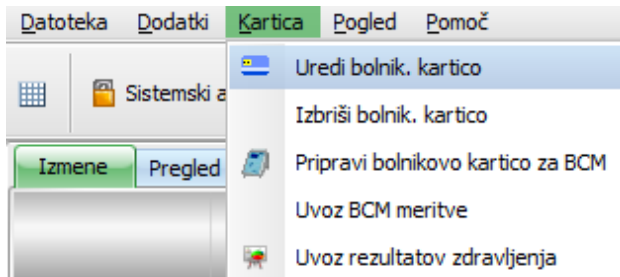 Datoteka Dodatki Kartica Pogled Pomoč
Uredi bolnik. kartico
Sistemski a
Izbriši bolnik. kartico
Izmene Pregled
Pripravi bolnikovo kartico za BCM
Uvoz BCM meritve
Uvoz rezultatov zdravljenja